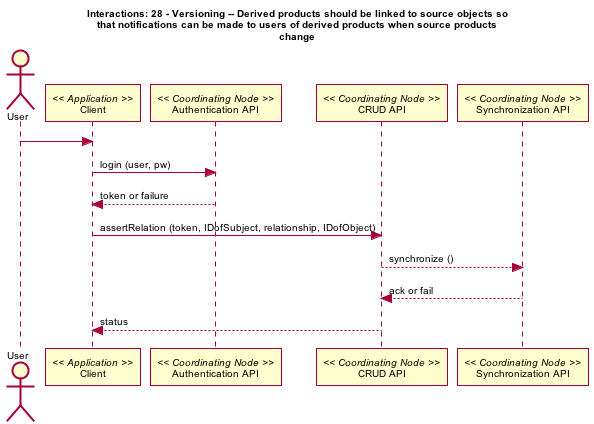 Interactions: 28 - Versioning -- Derived products should be linked to source objects so
that notifications can be made to users of derived products when source products
change
User
<< Application >>
Client
<< Coordinating Node >>
Authentication API
<< Coordinating Node >>
CRUD API
<< Coordinating Node >>
Synchronization API
login (user, pw)
token or failure
assertRelation (token, IDofSubject, relationship, IDofObject)
synchronize ()
ack or fail
status
User
<< Application >>
Client
<< Coordinating Node >>
Authentication API
<< Coordinating Node >>
CRUD API
<< Coordinating Node >>
Synchronization API